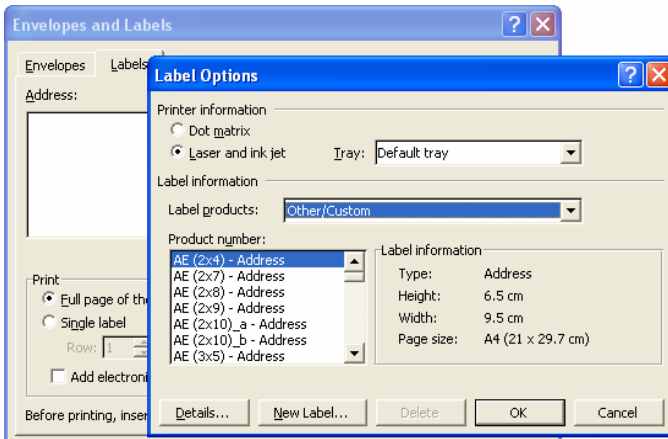 Envelopes and Labels
Envelopes Labels
Address:
Print
Full page of the
Single label
Row: 1
Add electroni
Before printing, inser
Label Options
Printer information
Dot matrix
Laser and ink jet Tray: Default tray
Label information
Label products: Other/Custom
Product number:
AE (2x4) - Address
AE (2x7) - Address
AE (2x8) - Address
AE (2x9) - Address
AE (2x10)_a - Address
AE (2x10)_b - Address
AE (3x5) - Address
Label information
Type: Address
Height: 6.5 cm
Width: 9.5 cm
Page size: A4 (21 x 29.7 cm)
Details... New Label... Delete OK Cancel